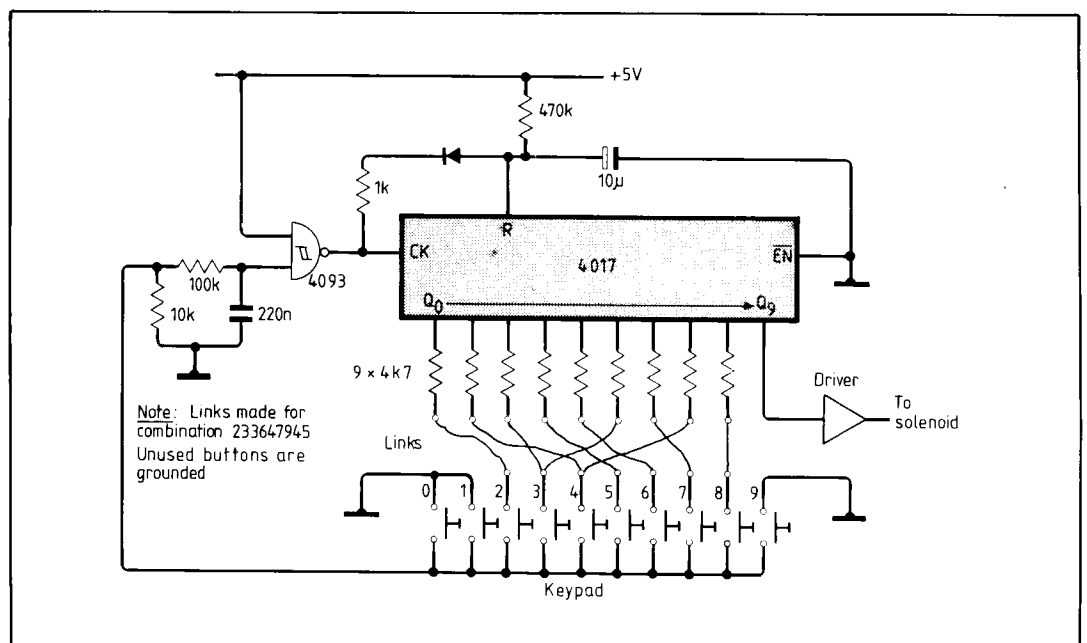 +5V
470k
1k
10µ
R
CK
4017
EN
4093
100k
10k
220n
Q0
Q9
9 × 4k7
Driver
To
solenoid
Note: Links made for
combination 233647945
Unused buttons are
grounded
Links
0 1 2 3 4 5 6 7 8 9
Keypad